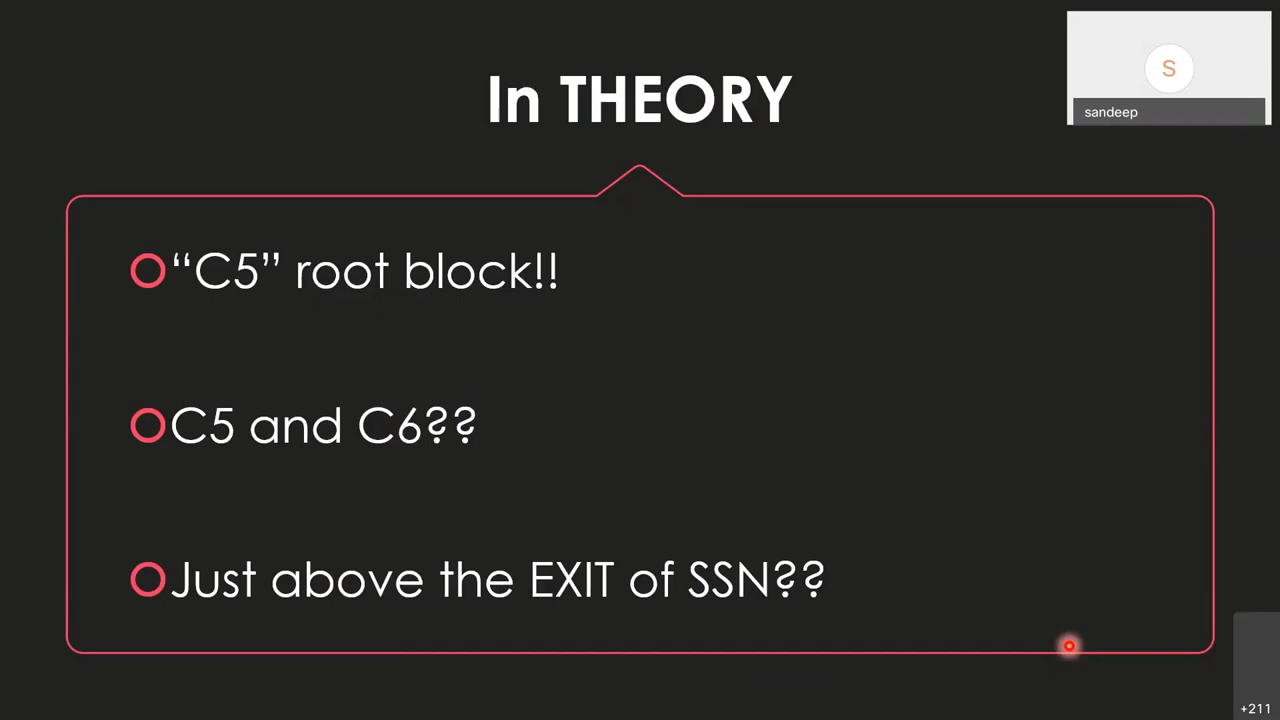 In THEORY
S
sandeep
“C5” root block!!
C5 and C6??
Just above the EXIT of SSN??
+211